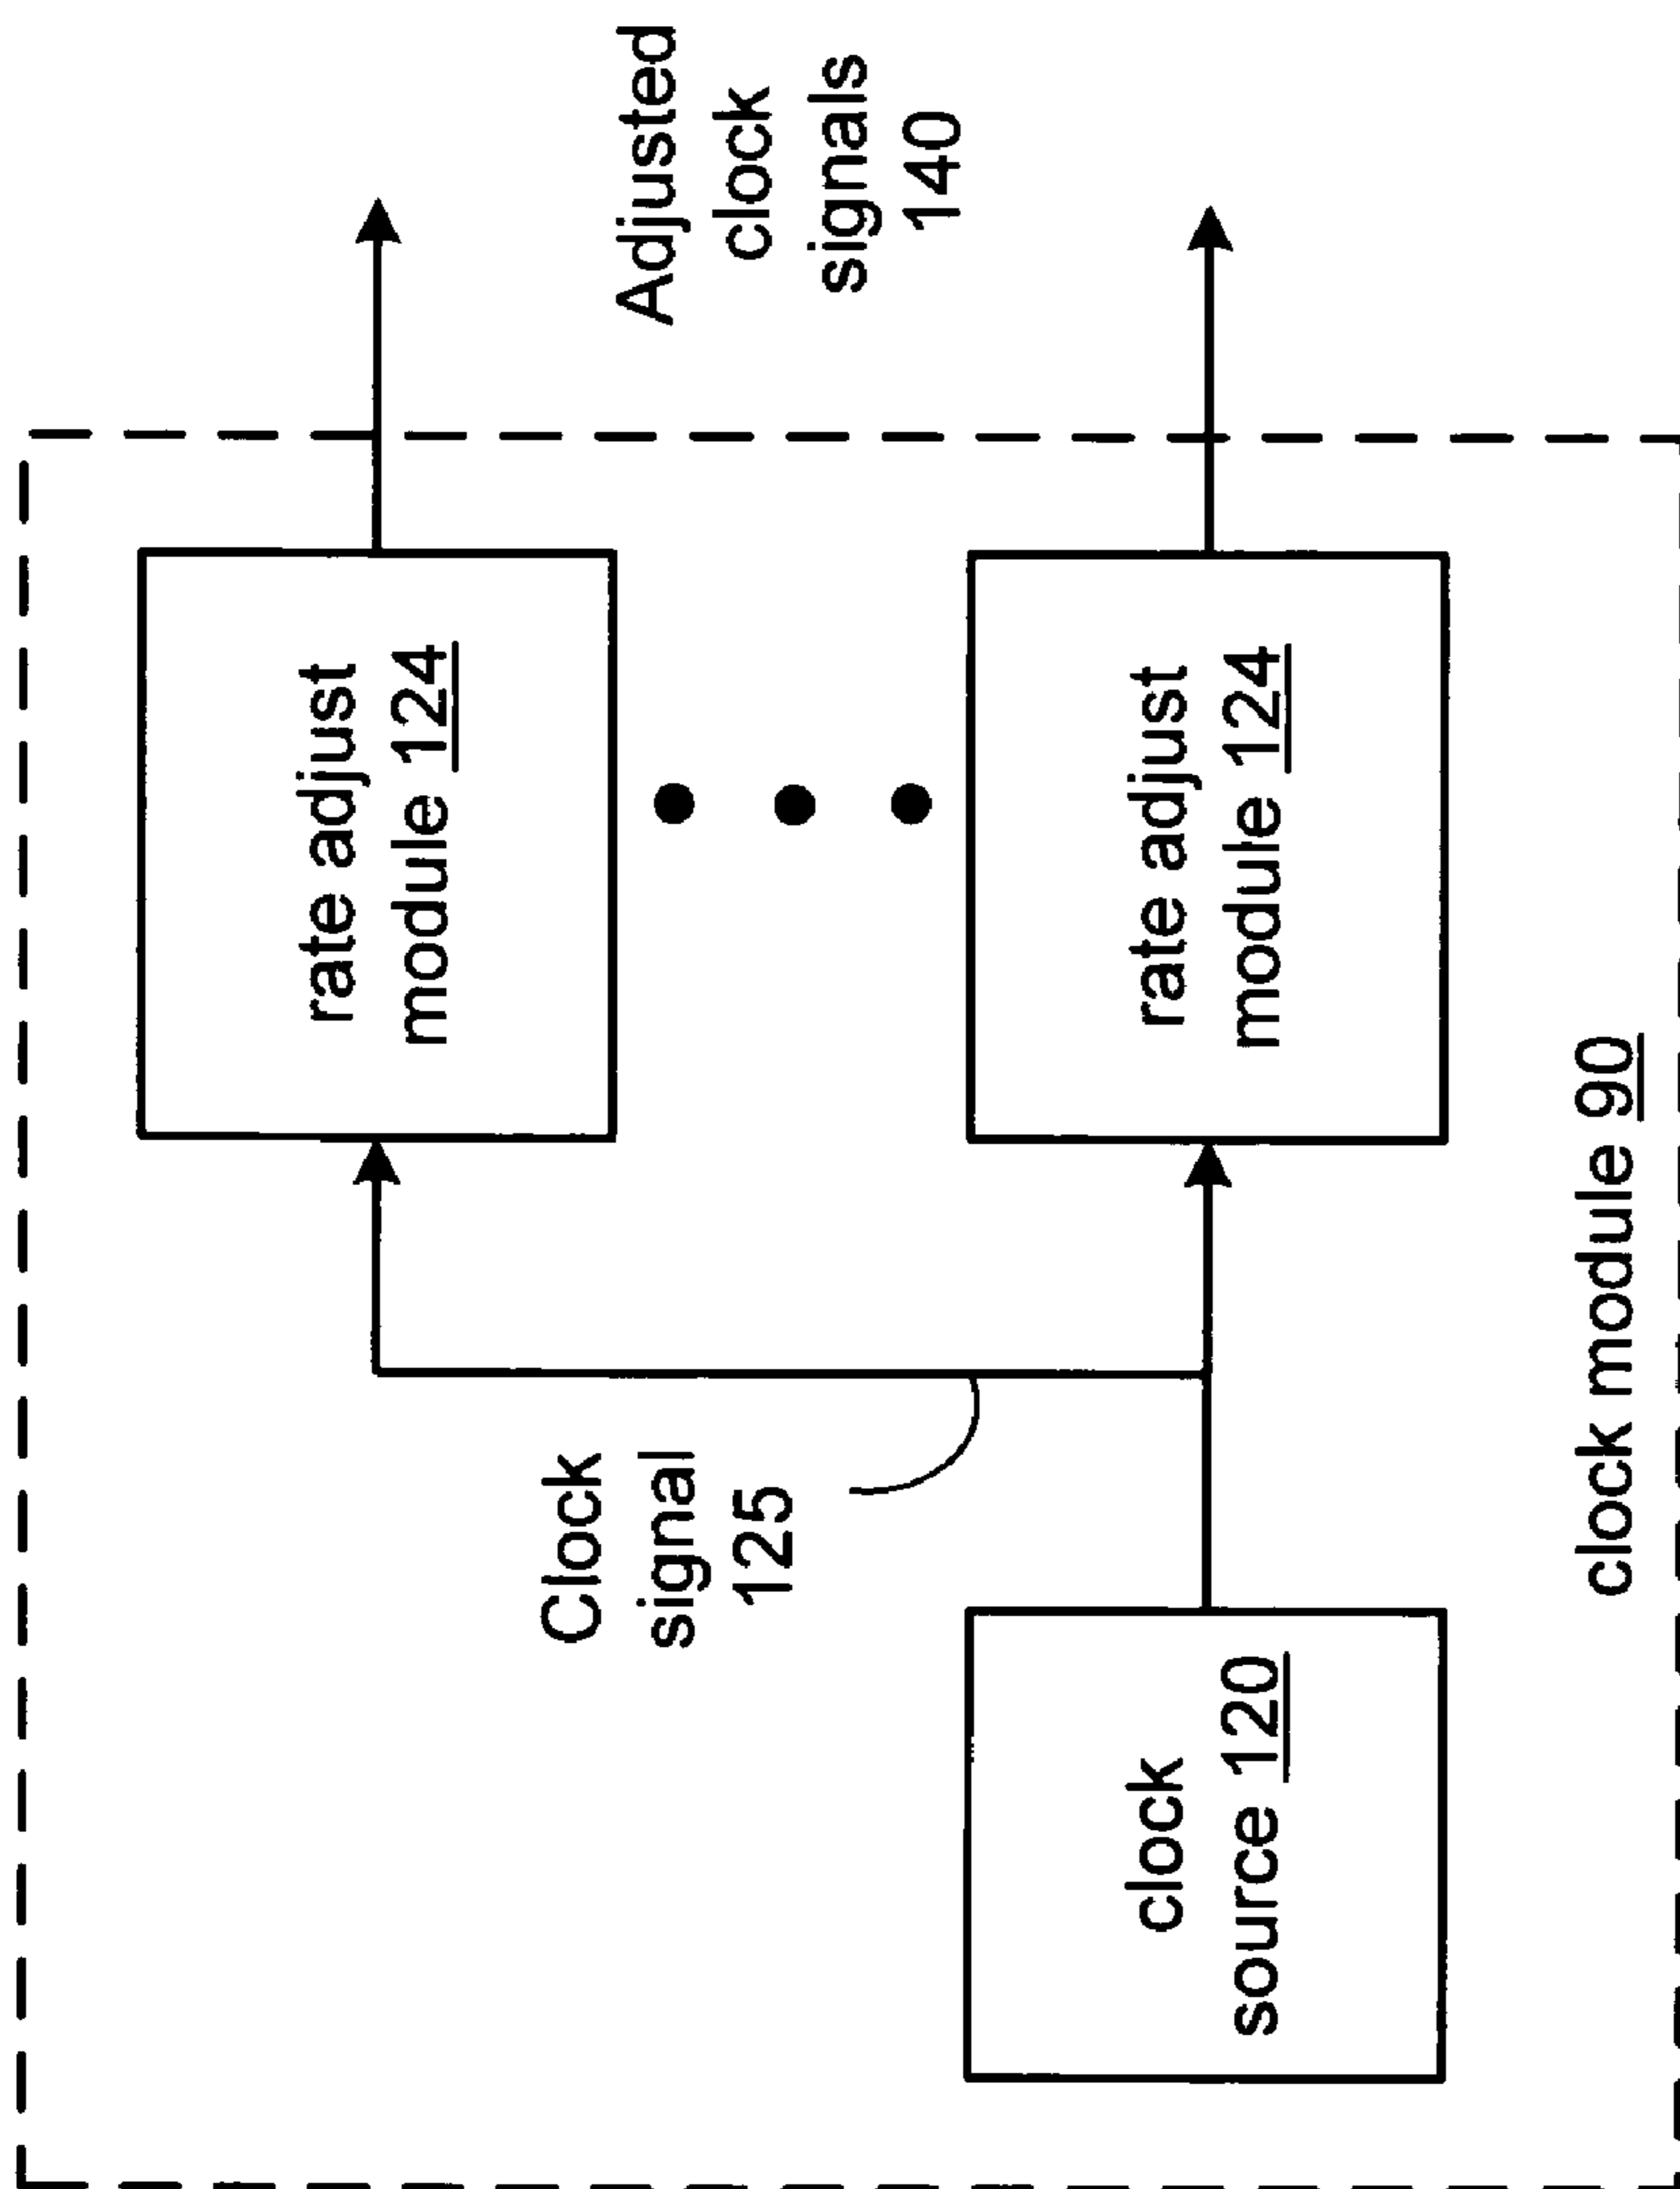 Clock
signal
125
rate adjust
module 124
rate adjust
module 124
Adjusted
clock
signals
140
clock
source 120
clock module 90